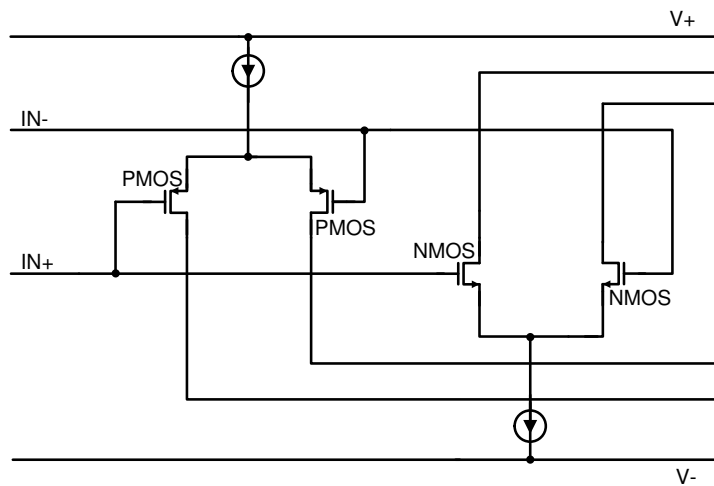 V+
IN-
PMOS
PMOS
IN+
NMOS
NMOS
V-